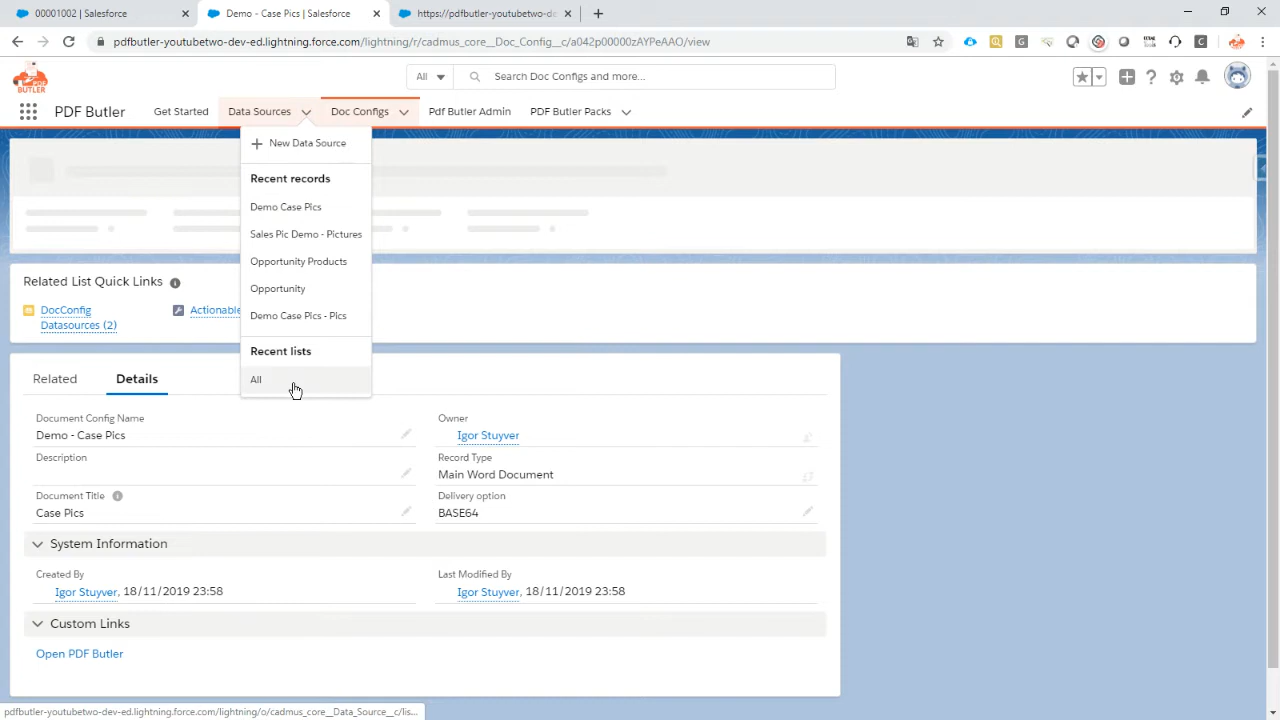 00001002 | Salesforce
Demo - Case Pics | Salesforce
https://pdfbutler-youtubetwo-de
pdfbutler-youtubetwo-dev-ed.lightning.force.com/lightning/r/cadmus_core__Doc_Config__c/a042p00000zAYPeAAO/view
BUTLER
All
Search Doc Configs and more...
PDF Butler
Get Started
Data Sources
Doc Configs
Pdf Butler Admin
PDF Butler Packs
New Data Source
Recent records
Demo Case Pics
Sales Pic Demo - Pictures
Opportunity Products
Opportunity
Demo Case Pics - Pics
Recent lists
All
Related List Quick Links
DocConfig
Datasources (2)
Actionable
Related
Details
Document Config Name
Demo - Case Pics
Owner
Igor Stuyver
Description
Record Type
Main Word Document
Document Title
Case Pics
Delivery option
BASE64
System Information
Created By
Igor Stuyver, 18/11/2019 23:58
Last Modified By
Igor Stuyver, 18/11/2019 23:58
Custom Links
Open PDF Butler
pdfbutler-youtubetwo-dev-ed.lightning.force.com/lightning/o/cadmus_core__Data_Source__c/lis...